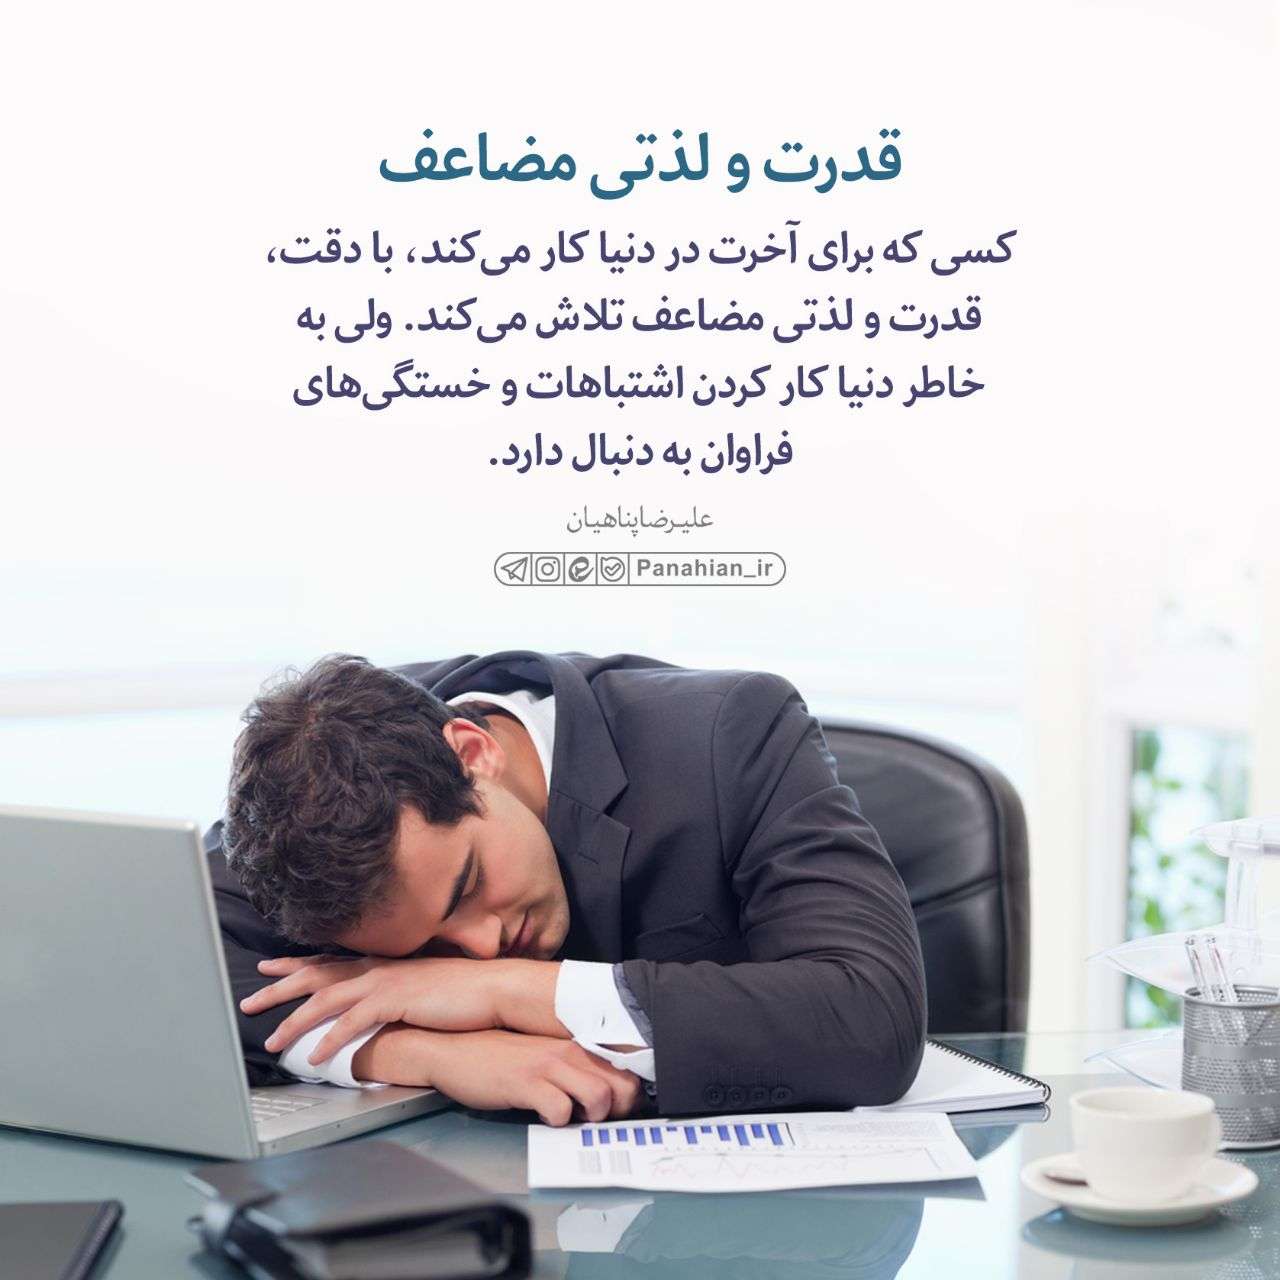 قدرت و لذتی مضاعف
کسی که برای آخرت در دنیا کار می‌کند، با دقت،
قدرت و لذتی مضاعف تلاش می‌کند. ولی به
خاطر دنیا کار کردن اشتباهات و خستگی‌های
فراوان به دنبال دارد.
علیرضاپناهیان
Panahian_ir